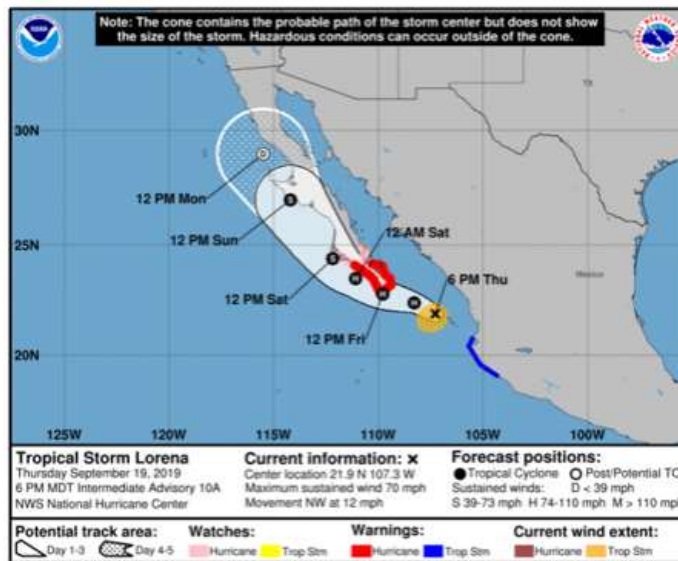 Note: The cone contains the probable path of the storm center but does not show
the size of the storm. Hazardous conditions can occur outside of the cone.
NOAA
TX
30N
12 PM Mon
12 PM Sun
25N
12 AM Sat
12 PM Sat
6 PM Thu
Mexico
12 PM Fri
20N
D
S
S
H
H
H
125W 120W 115W 110W 105W 100W
Tropical Storm Lorena
Thursday September 19, 2019
6 PM MDT Intermediate Advisory 10A
NWS National Hurricane Center
Current information: ×
Center location 21.9 N 107.3 W
Maximum sustained wind 70 mph
Movement NW at 12 mph
Forecast positions:
Tropical Cyclone Post/Potential TC
Sustained winds: D < 39 mph
S 39-73 mph H 74-110 mph M > 110 mph
Potential track area:
Day 1-3 Day 4-5
Watches:
Hurricane Trop Stm
Warnings:
Hurricane Trop Stm
Current wind extent:
Hurricane Trop Stm